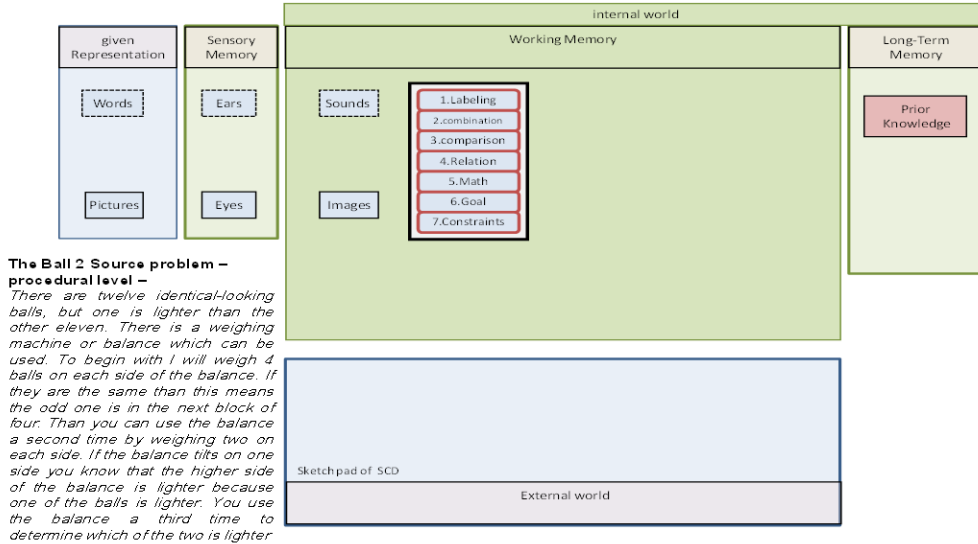 internal world
given
Representation
Sensory
Memory
Working Memory
Long-Term
Memory
Words
Ears
Sounds
1.Labeling
2.combination
3.comparison
4.Relation
5.Math
6.Goal
7.Constraints
Prior
Knowledge
Pictures
Eyes
Images
The Ball 2 Source problem –
procedural level –
There are twelve identical-looking
balls, but one is lighter than the
other eleven. There is a weighing
machine or balance which can be
used. To begin with I will weigh 4
balls on each side of the balance. If
they are the same than this means
the odd one is in the next block of
four. Than you can use the balance
a second time by weighing two on
each side. If the balance tilts on one
side you know that the higher side
of the balance is lighter because
one of the balls is lighter. You use
the balance a third time to
determine which of the two is lighter
Sketchpad of SCD
External world